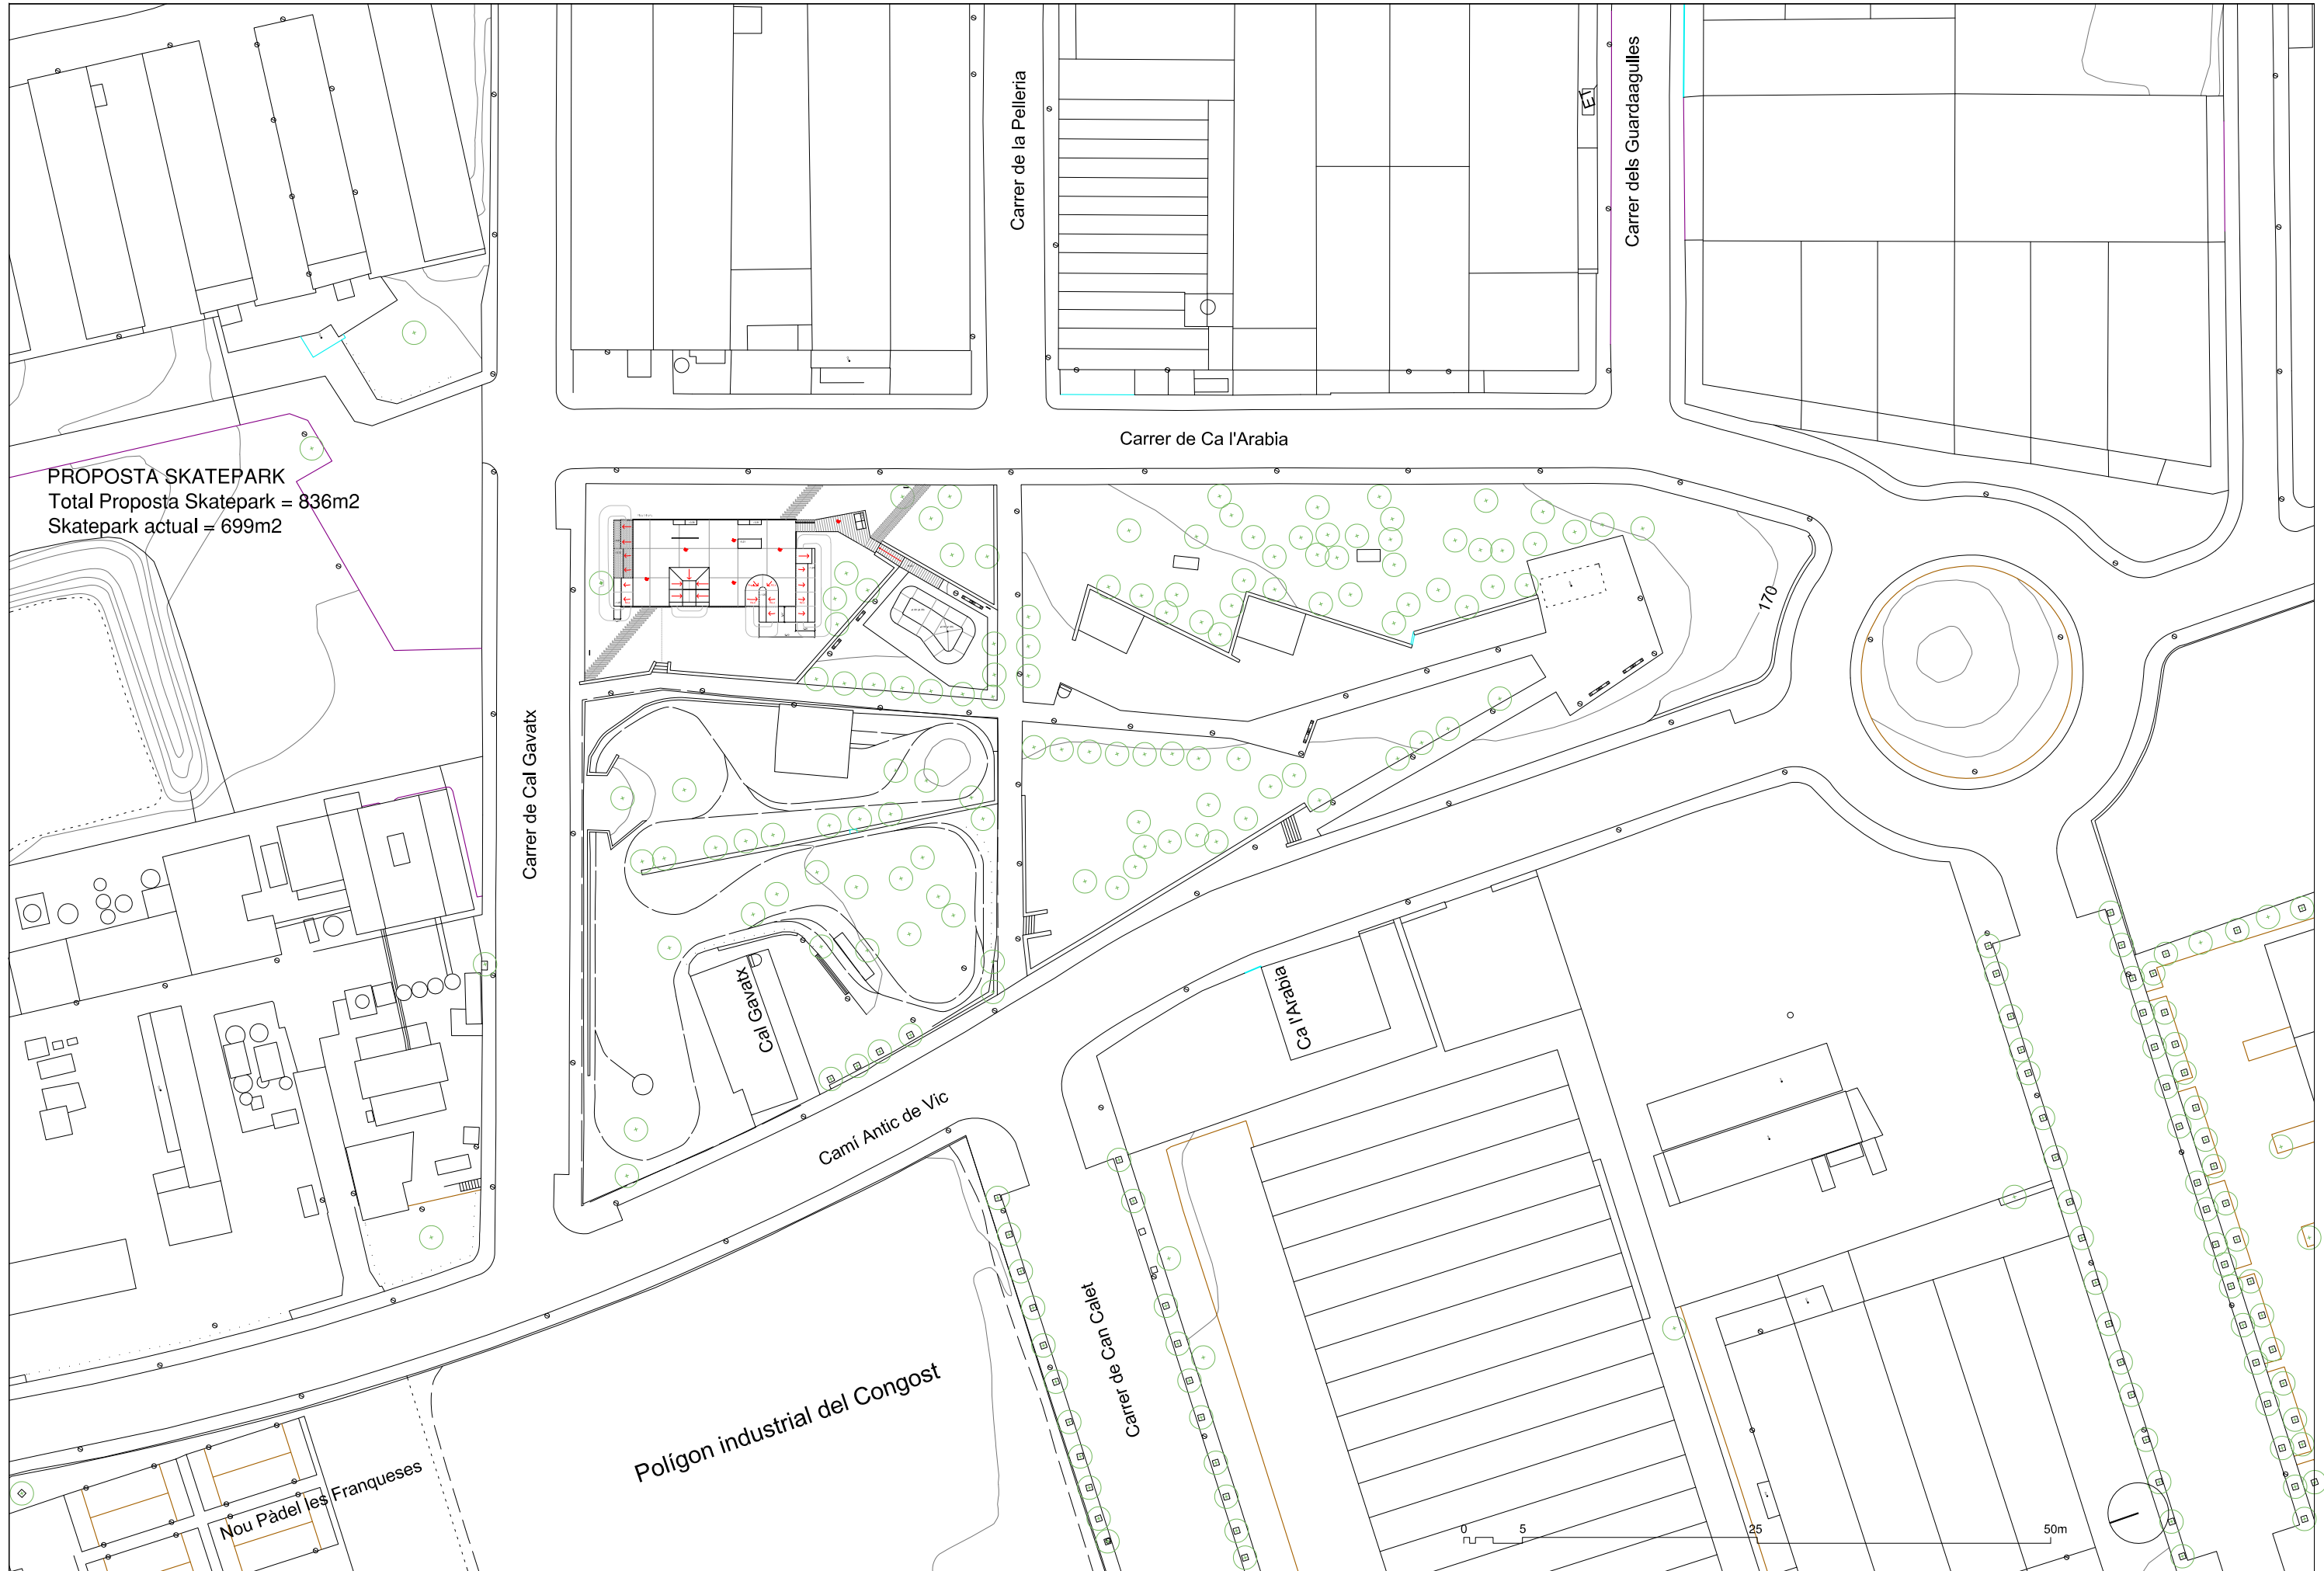 Carrer de la Pelleria
Carrer dels Guardaagulles
ET
Carrer de Ca l'Arabia
PROPOSTA SKATEPARK
Total Proposta Skatepark = 836m2
Skatepark actual = 699m2
170
Carrer de Cal Gavatx
Cal Gavatx
Ca l'Arabia
Camí Antic de Vic
Carrer de Can Calet
Polígon industrial del Congost
Nou Pàdel les Franqueses
0 5 25 50m